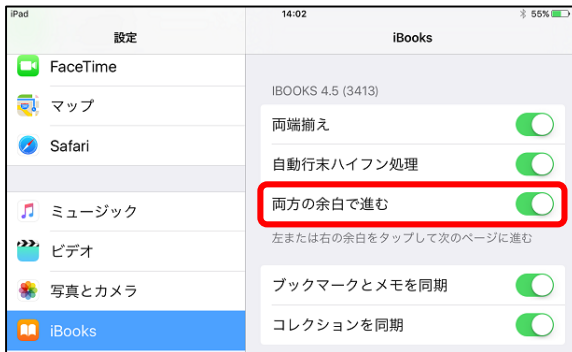 iPad 14:02 55%
設定
iBooks
FaceTime
マップ
Safari
ミュージック
ビデオ
写真とカメラ
iBooks
IBOOKS 4.5 (3413)
両端揃え
自動行末ハイフン処理
両方の余白で進む
左または右の余白をタップして次のページに進む
ブックマークとメモを同期
コレクションを同期